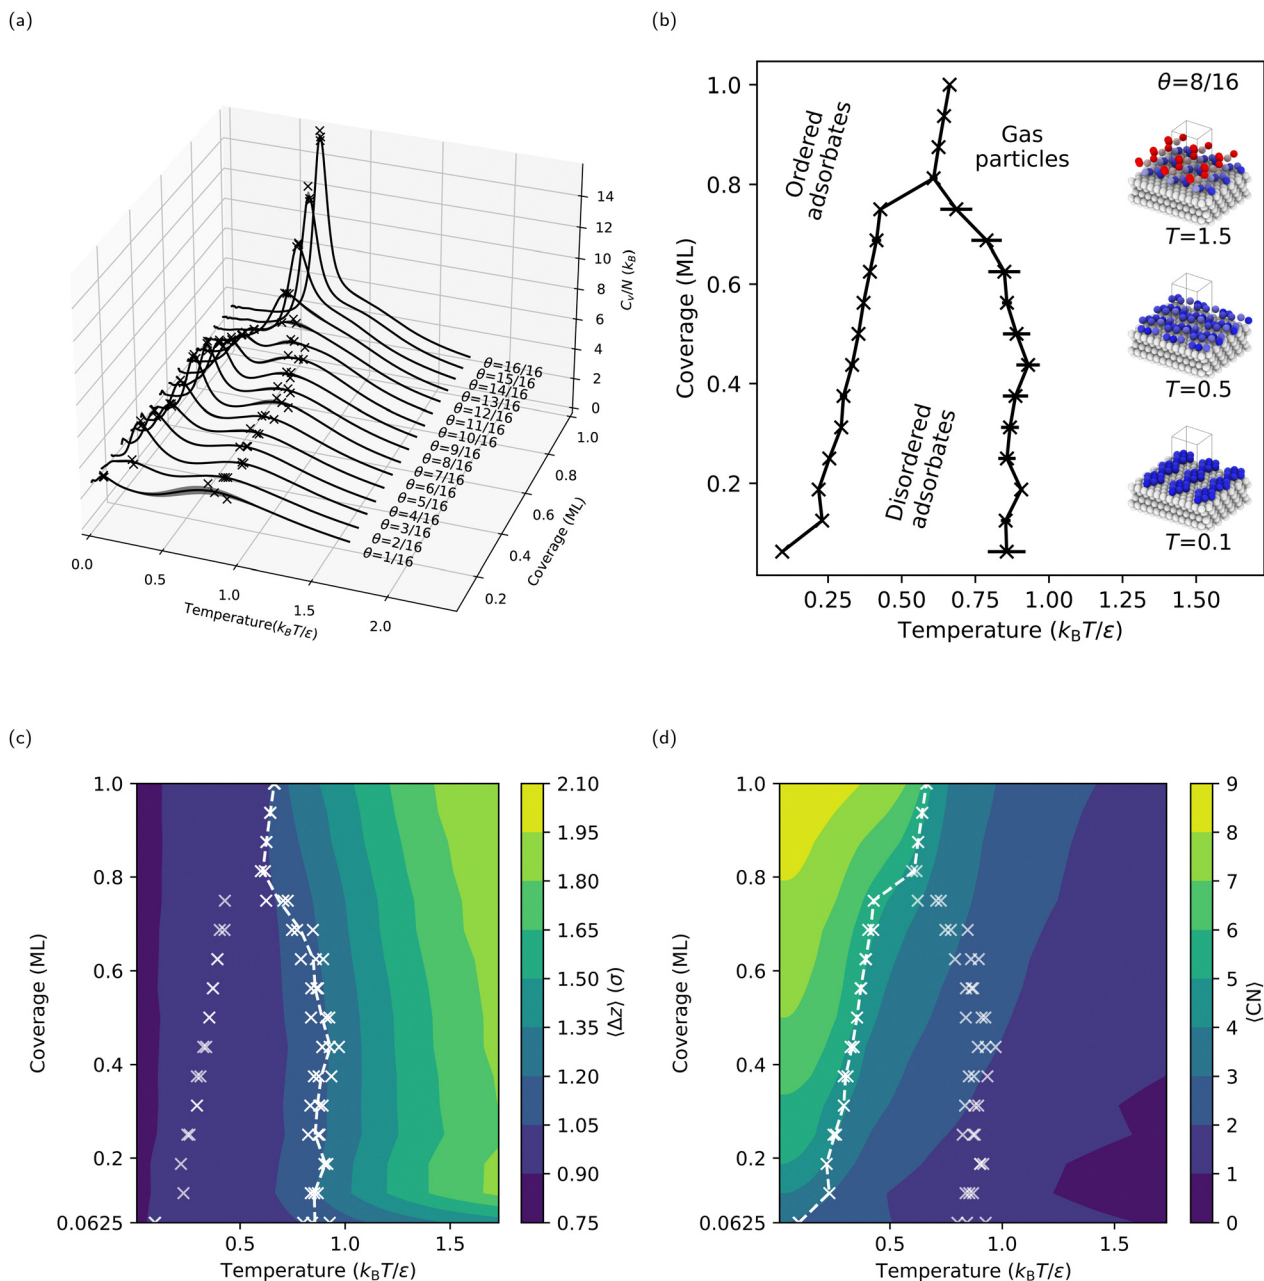 (a)
14
12
10
8
6
4
2
0
C_v/N (k_B)
θ=16/16
θ=15/16
θ=14/16
θ=13/16
θ=12/16
θ=11/16
θ=10/16
θ=9/16
θ=8/16
θ=7/16
θ=6/16
θ=5/16
θ=4/16
θ=3/16
θ=2/16
θ=1/16
1.0
0.8
0.6
0.4
0.2
Coverage (ML)
0.0
0.5
1.0
1.5
2.0
Temperature(k_BT/ε)
(b)
1.0
0.8
0.6
0.4
0.2
Coverage (ML)
Ordered
adsorbates
Gas
particles
Disordered
adsorbates
θ=8/16
T=1.5
T=0.5
T=0.1
0.25 0.50 0.75 1.00 1.25 1.50
Temperature (k_BT/ε)
(c)
1.0
0.8
0.6
0.4
0.2
0.0625
Coverage (ML)
0.5 1.0 1.5
Temperature (k_BT/ε)
2.10
1.95
1.80
1.65
1.50
1.35
1.20
1.05
0.90
0.75
⟨Δz⟩ (σ)
(d)
1.0
0.8
0.6
0.4
0.2
0.0625
Coverage (ML)
0.5 1.0 1.5
Temperature (k_BT/ε)
9
8
7
6
5
4
3
2
1
0
⟨CN⟩